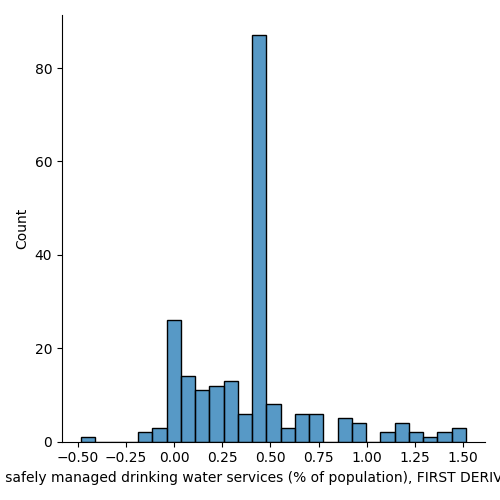 80
60
40
20
0
Count
−0.50 −0.25 0.00 0.25 0.50 0.75 1.00 1.25 1.50
safely managed drinking water services (% of population), FIRST DERIV